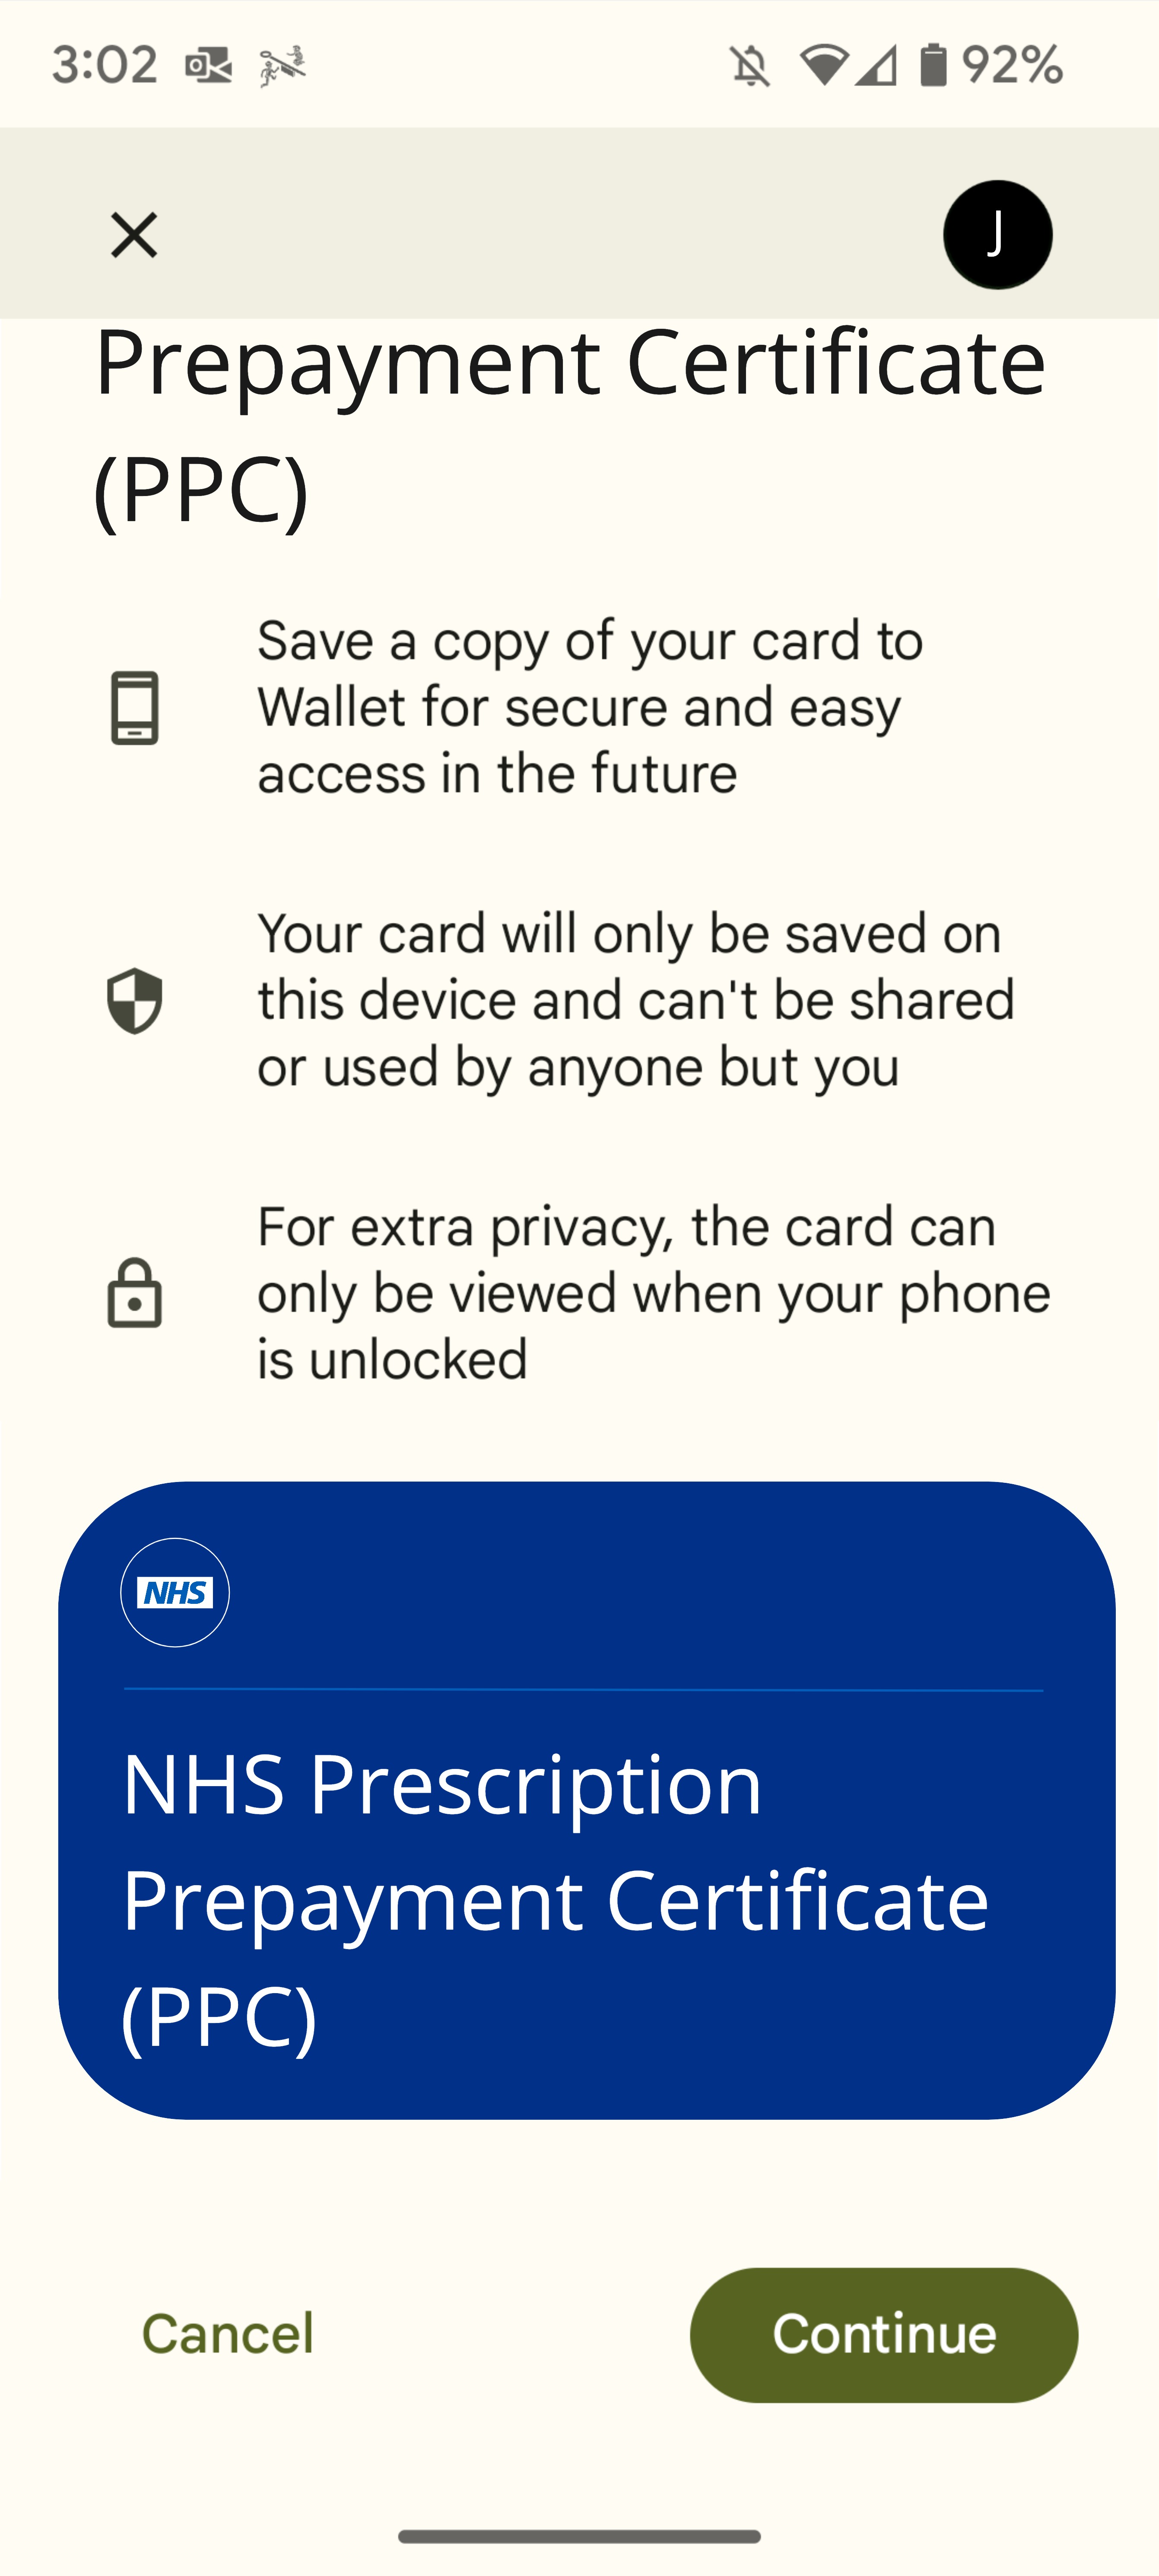 3:02 92%
J
Prepayment Certificate
(PPC)
Save a copy of your card to
Wallet for secure and easy
access in the future
Your card will only be saved on
this device and can't be shared
or used by anyone but you
For extra privacy, the card can
only be viewed when your phone
is unlocked
NHS
NHS Prescription
Prepayment Certificate
(PPC)
Cancel Continue